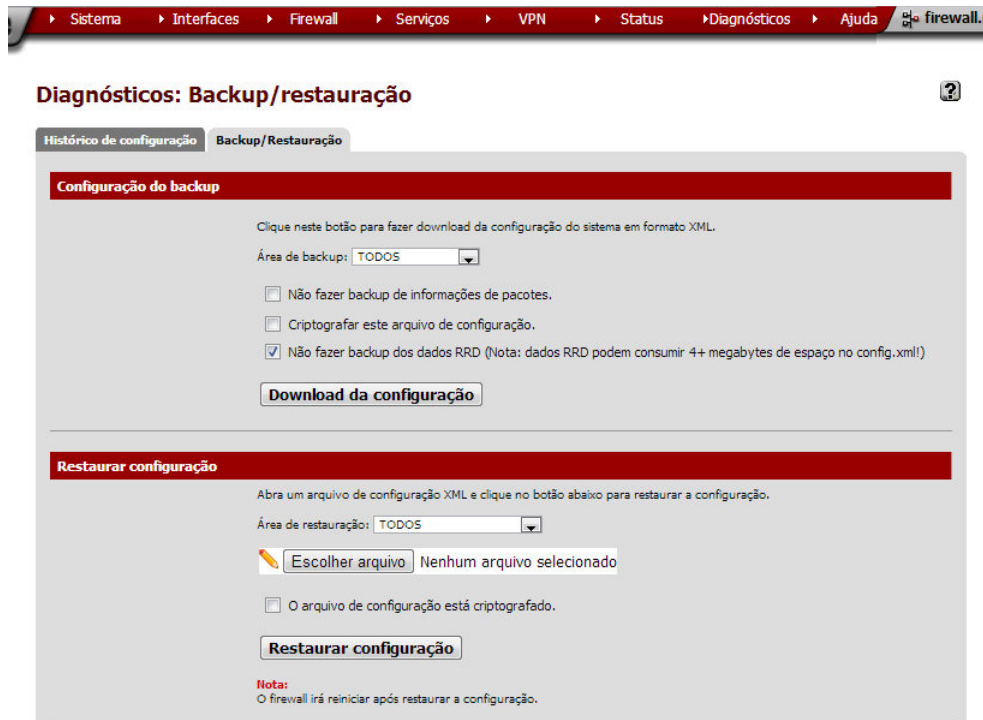 Sistema Interfaces Firewall Serviços VPN Status Diagnósticos Ajuda firewall.
Diagnósticos: Backup/restauração
Histórico de configuração Backup/Restauração
Configuração do backup
Clique neste botão para fazer download da configuração do sistema em formato XML.
Área de backup: TODOS
Não fazer backup de informações de pacotes.
Criptografar este arquivo de configuração.
Não fazer backup dos dados RRD (Nota: dados RRD podem consumir 4+ megabytes de espaço no config.xml!)
Download da configuração
Restaurar configuração
Abra um arquivo de configuração XML e clique no botão abaixo para restaurar a configuração.
Área de restauração: TODOS
Escolher arquivo Nenhum arquivo selecionado
O arquivo de configuração está criptografado.
Restaurar configuração
Nota:
O firewall irá reiniciar após restaurar a configuração.